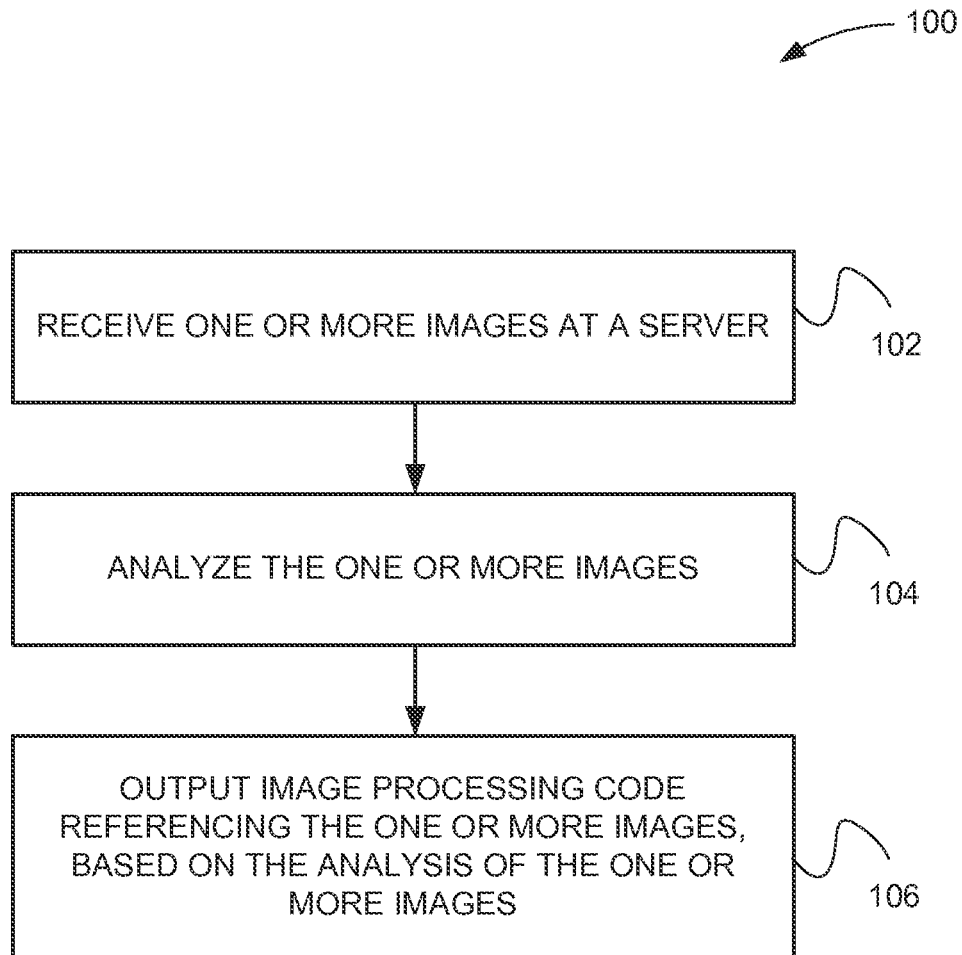 100
RECEIVE ONE OR MORE IMAGES AT A SERVER
102
ANALYZE THE ONE OR MORE IMAGES
104
OUTPUT IMAGE PROCESSING CODE
REFERENCING THE ONE OR MORE IMAGES,
BASED ON THE ANALYSIS OF THE ONE OR
MORE IMAGES
106